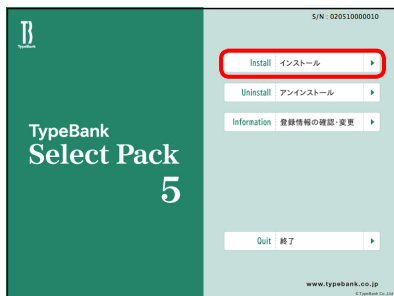 S/N : 020510000010
TB
TypeBank
Install インストール
Uninstall アンインストール
Information 登録情報の確認・変更
TypeBank
Select Pack
5
Quit 終了
www.typebank.co.jp
© TypeBank Co.,Ltd